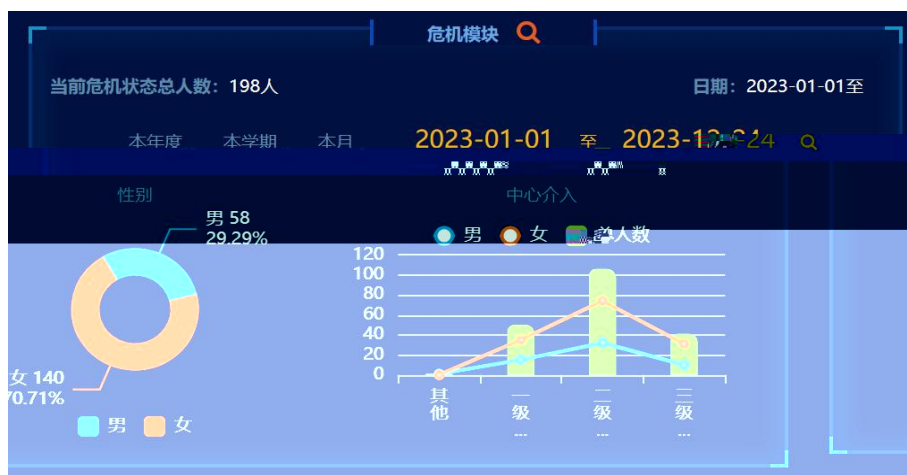 危机模块
当前危机状态总人数：198人
日期：2023-01-01至
本年度 本学期 本月 2023-01-01 至
性别
中心介入
男 58
29.29%
男 女 总人数
120
100
80
60
40
20
0
女 140
70.71%
其他
一级
...
二级
...
三级
...
男 女